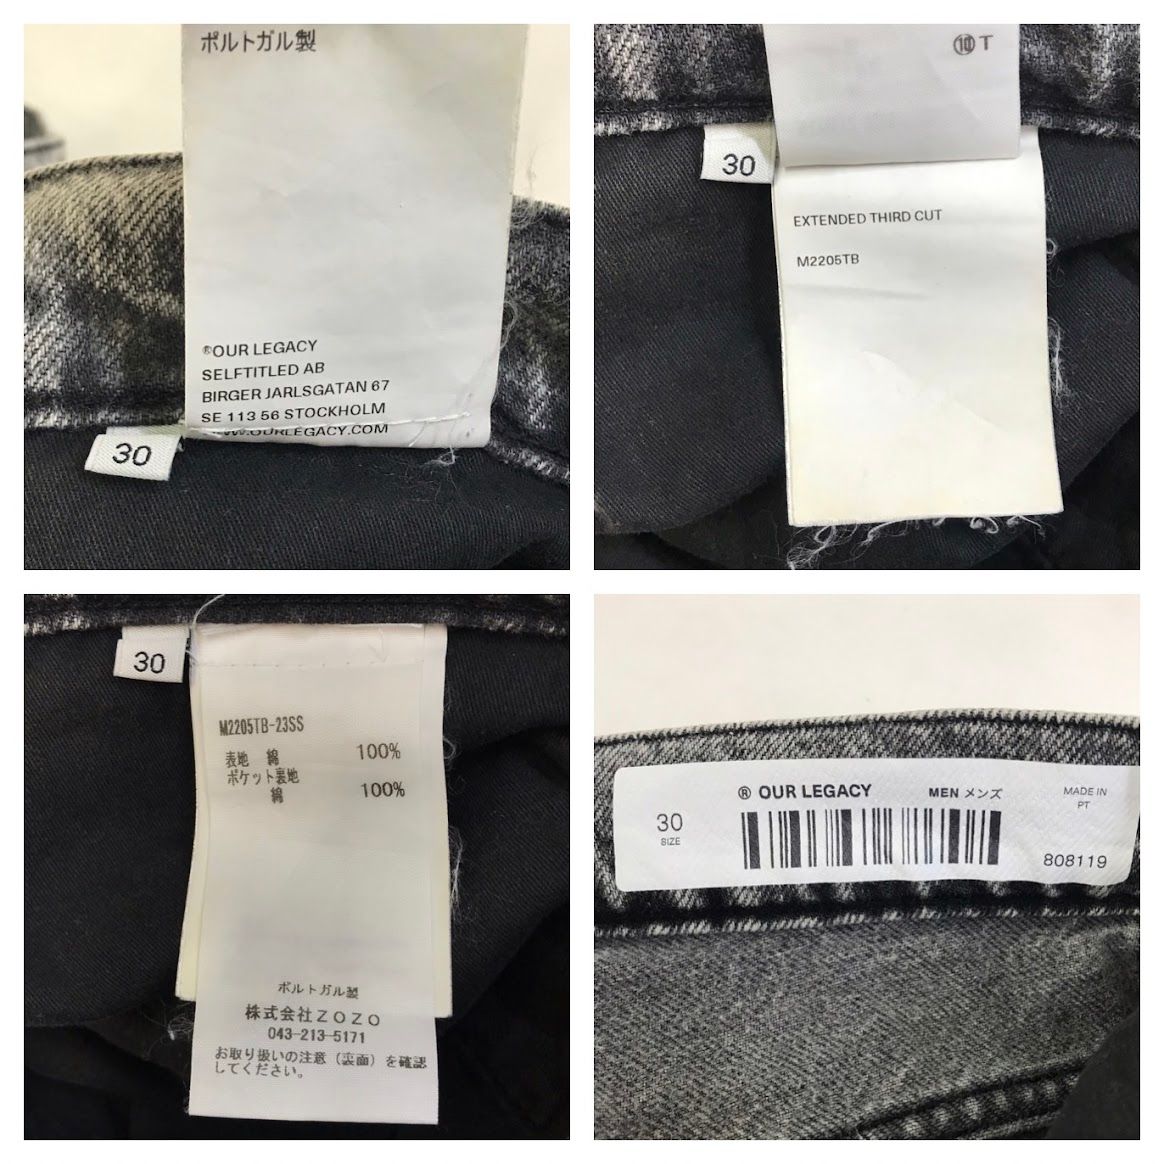 ポルトガル製
®OUR LEGACY
SELFTITLED AB
BIRGER JARLSGATAN 67
SE 113 56 STOCKHOLM
WWW.OURLEGACY.COM
30
⑩ T
30
EXTENDED THIRD CUT
M2205TB
30
M2205TB-23SS
表地 綿 100%
ポケット裏地
綿 100%
ポルトガル製
株式会社ZOZO
043-213-5171
お取り扱いの注意(裏面)を確認
してください。
® OUR LEGACY MEN メンズ MADE IN
PT
30
SIZE
808119